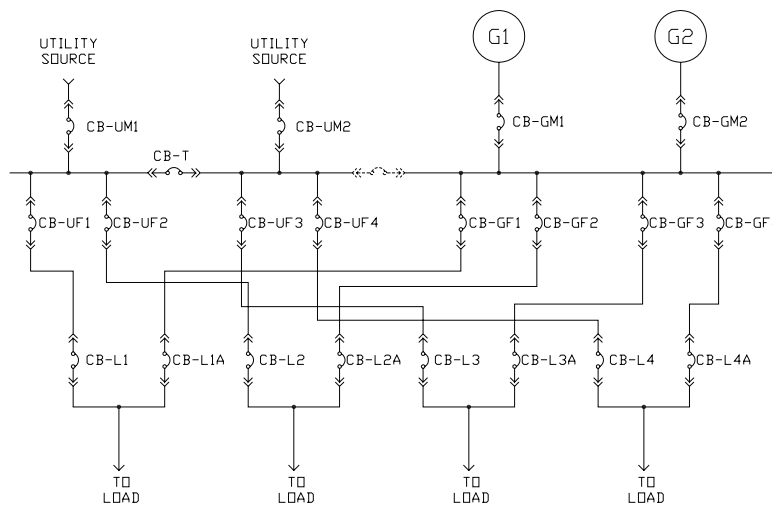 G1
G2
UTILITY
SOURCE
UTILITY
SOURCE
CB-UM1
CB-UM2
CB-GM1
CB-GM2
CB-T
CB-UF1
CB-UF2
CB-UF3
CB-UF4
CB-GF1
CB-GF2
CB-GF3
CB-GF
CB-L1
CB-L1A
CB-L2
CB-L2A
CB-L3
CB-L3A
CB-L4
CB-L4A
TO
LOAD
TO
LOAD
TO
LOAD
TO
LOAD